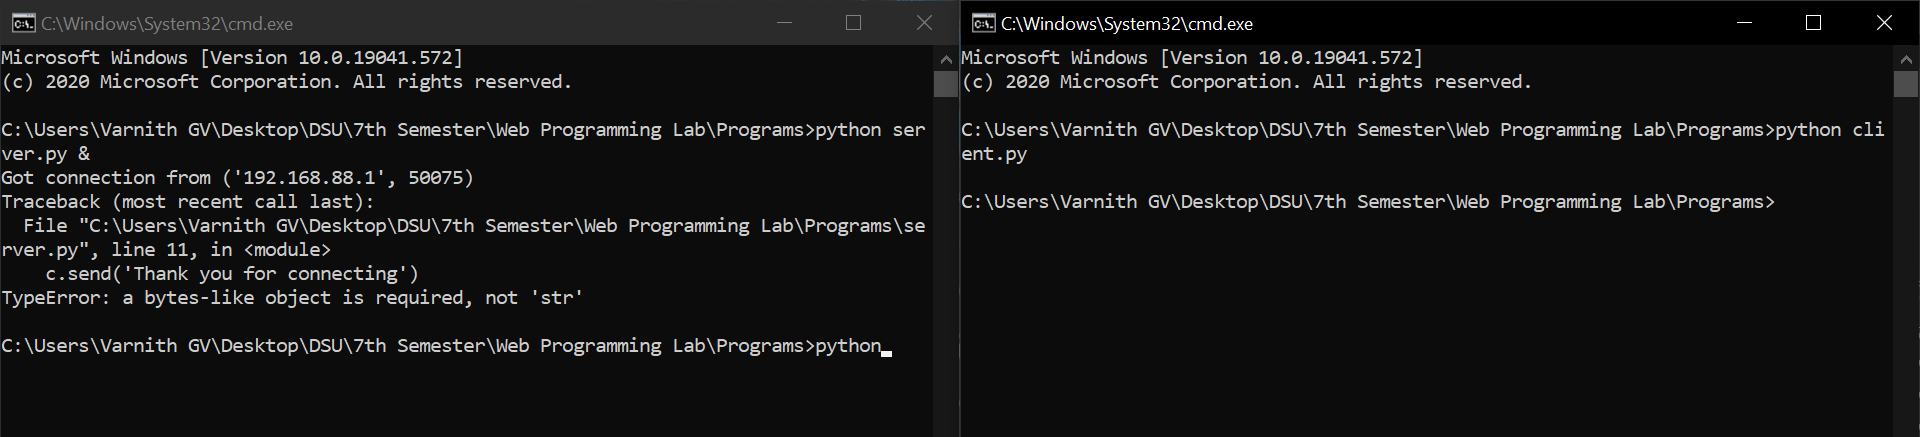 C:\Windows\System32\cmd.exe
Microsoft Windows [Version 10.0.19041.572]
(c) 2020 Microsoft Corporation. All rights reserved.
C:\Users\Varnith GV\Desktop\DSU\7th Semester\Web Programming Lab\Programs>python ser
ver.py &
Got connection from ('192.168.88.1', 50075)
Traceback (most recent call last):
  File "C:\Users\Varnith GV\Desktop\DSU\7th Semester\Web Programming Lab\Programs\se
rver.py", line 11, in <module>
    c.send('Thank you for connecting')
TypeError: a bytes-like object is required, not 'str'
C:\Users\Varnith GV\Desktop\DSU\7th Semester\Web Programming Lab\Programs>python
C:\Windows\System32\cmd.exe
Microsoft Windows [Version 10.0.19041.572]
(c) 2020 Microsoft Corporation. All rights reserved.
C:\Users\Varnith GV\Desktop\DSU\7th Semester\Web Programming Lab\Programs>python cli
ent.py
C:\Users\Varnith GV\Desktop\DSU\7th Semester\Web Programming Lab\Programs>